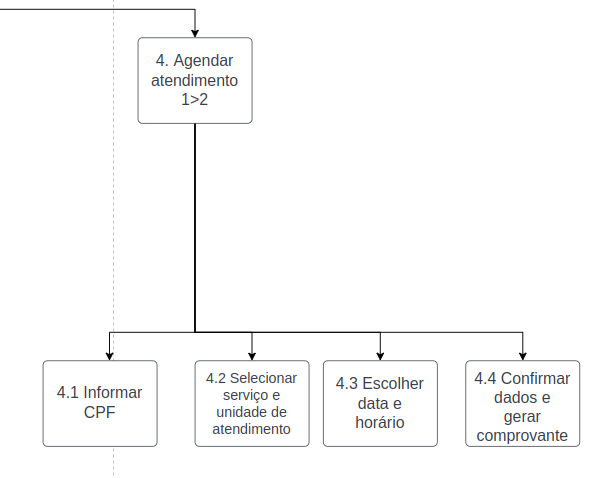 4. Agendar
atendimento
1>2
4.1 Informar
CPF
4.2 Selecionar
serviço e
unidade de
atendimento
4.3 Escolher
data e
horário
4.4 Confirmar
dados e
gerar
comprovante